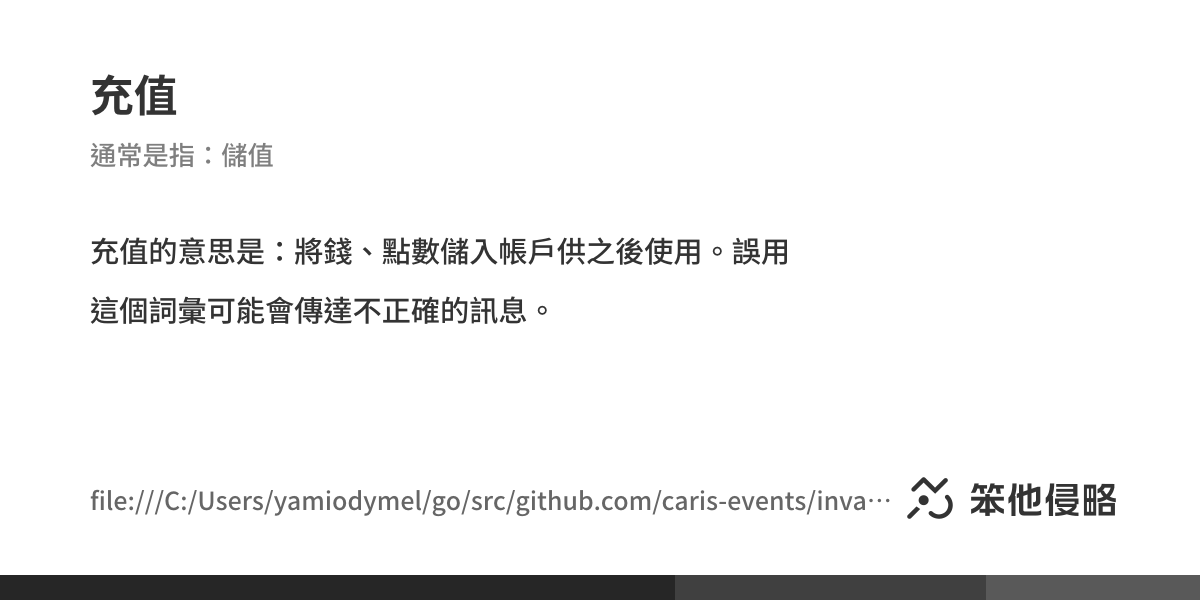 充值
通常是指：儲值
充值的意思是：將錢、點數儲入帳戶供之後使用。誤用
這個詞彙可能會傳達不正確的訊息。
file:///C:/Users/yamiodymel/go/src/github.com/caris-events/inva⋯
笨他侵略